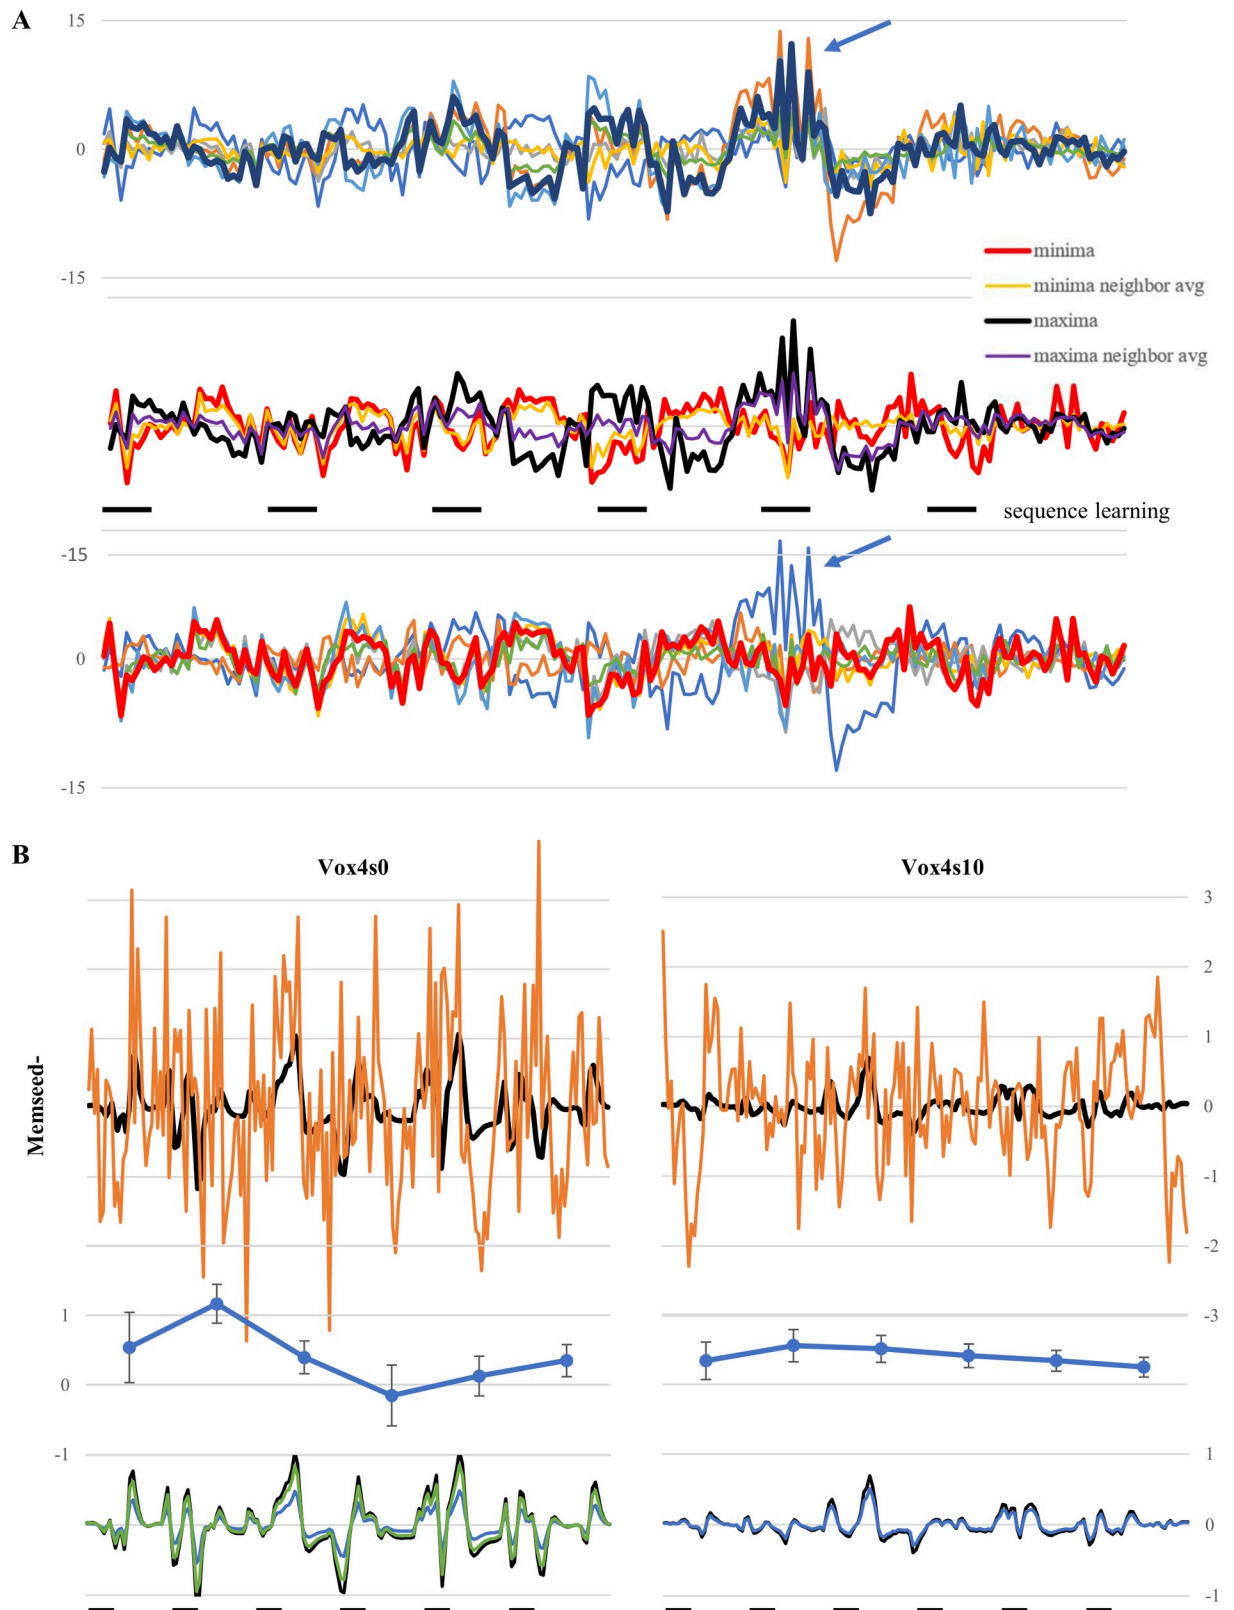 A
15
0
-15
minima
minima neighbor avg
maxima
maxima neighbor avg
sequence learning
-15
0
-15
B
Vox4s0
Vox4s10
Memseed-
3
2
1
0
-1
-2
-3
1
0
-1
1
0
-1